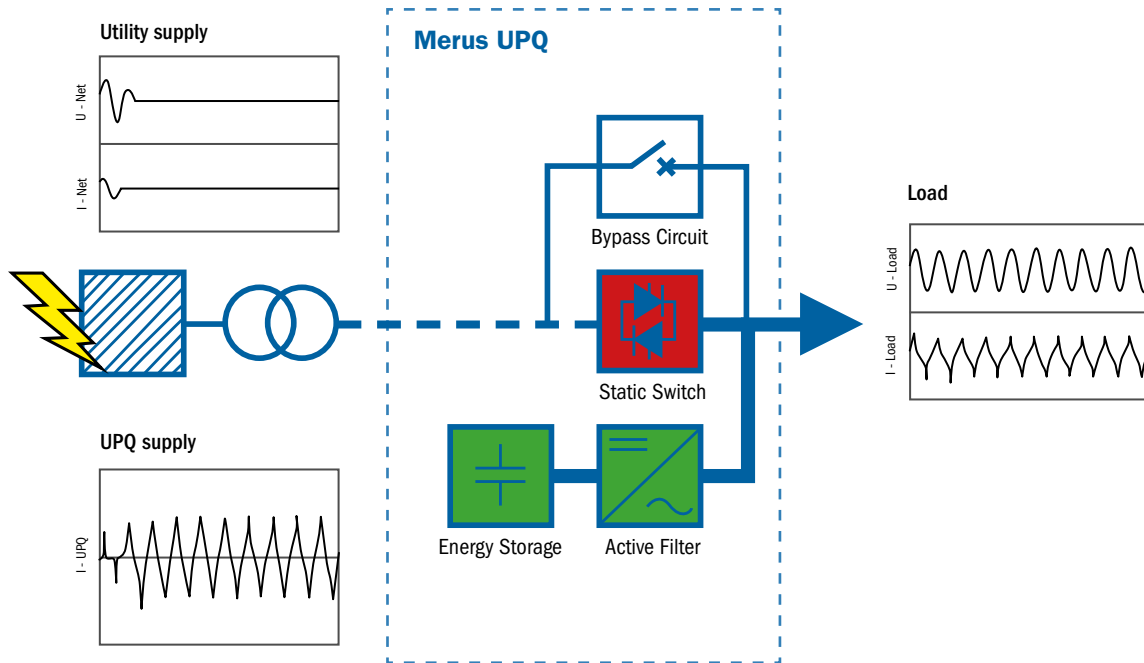 Utility supply
U - Net
I - Net
Merus UPQ
Bypass Circuit
Static Switch
Energy Storage
Active Filter
UPQ supply
I - UPQ
Load
U - Load
I - Load